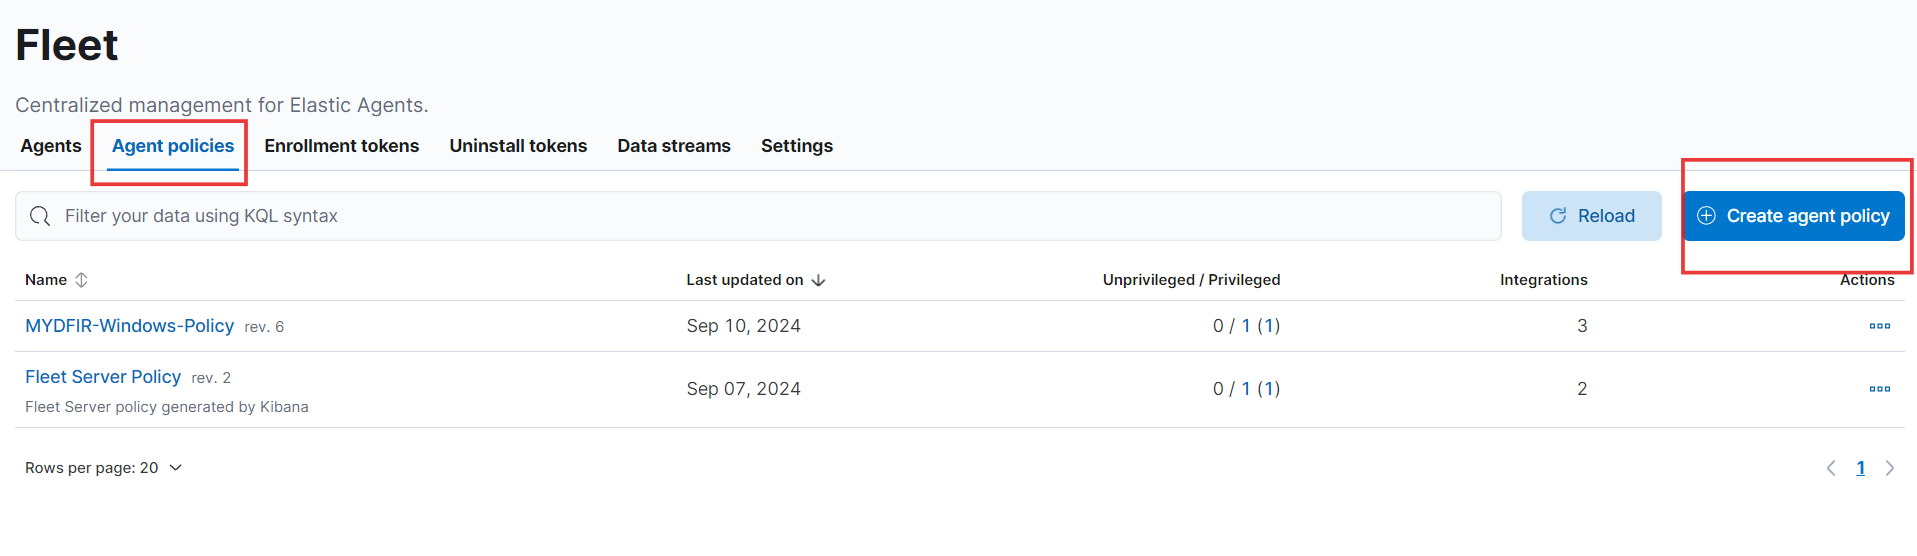 Fleet
Centralized management for Elastic Agents.
Agents Agent policies Enrollment tokens Uninstall tokens Data streams Settings
Filter your data using KQL syntax Reload Create agent policy
Name Last updated on Unprivileged / Privileged Integrations Actions
MYDFIR-Windows-Policy rev. 6 Sep 10, 2024 0 / 1 (1) 3
Fleet Server Policy rev. 2 Sep 07, 2024 0 / 1 (1) 2
Fleet Server policy generated by Kibana
Rows per page: 20 1